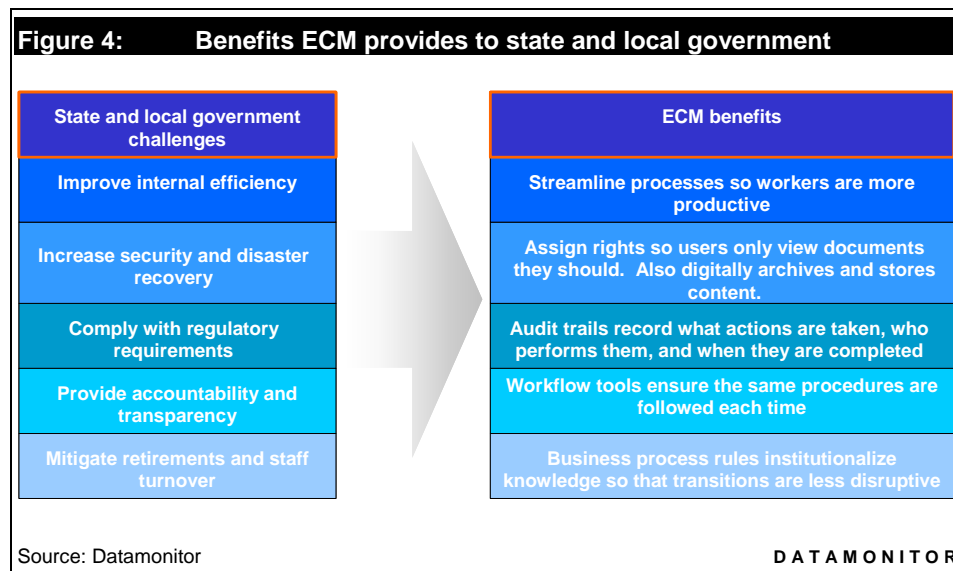 Figure 4: Benefits ECM provides to state and local government
State and local government
challenges
ECM benefits
Improve internal efficiency
Streamline processes so workers are more
productive
Increase security and disaster
recovery
Assign rights so users only view documents
they should. Also digitally archives and stores
content.
Comply with regulatory
requirements
Audit trails record what actions are taken, who
performs them, and when they are completed
Provide accountability and
transparency
Workflow tools ensure the same procedures are
followed each time
Mitigate retirements and staff
turnover
Business process rules institutionalize
knowledge so that transitions are less disruptive
Source: Datamonitor
DATAMONITOR